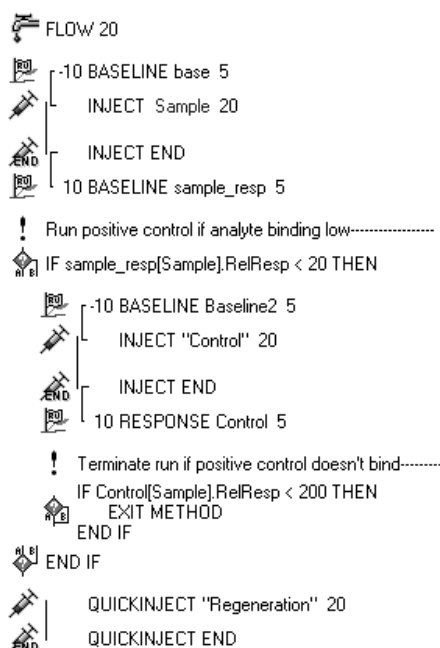 FLOW 20
-10 BASELINE base 5
INJECT Sample 20
INJECT END
10 BASELINE sample_resp 5
! Run positive control if analyte binding low-----------------
IF sample_resp[Sample].RelResp < 20 THEN
-10 BASELINE Baseline2 5
INJECT "Control" 20
INJECT END
10 RESPONSE Control 5
! Terminate run if positive control doesn't bind--------
IF Control[Sample].RelResp < 200 THEN
EXIT METHOD
END IF
END IF
QUICKINJECT "Regeneration" 20
QUICKINJECT END